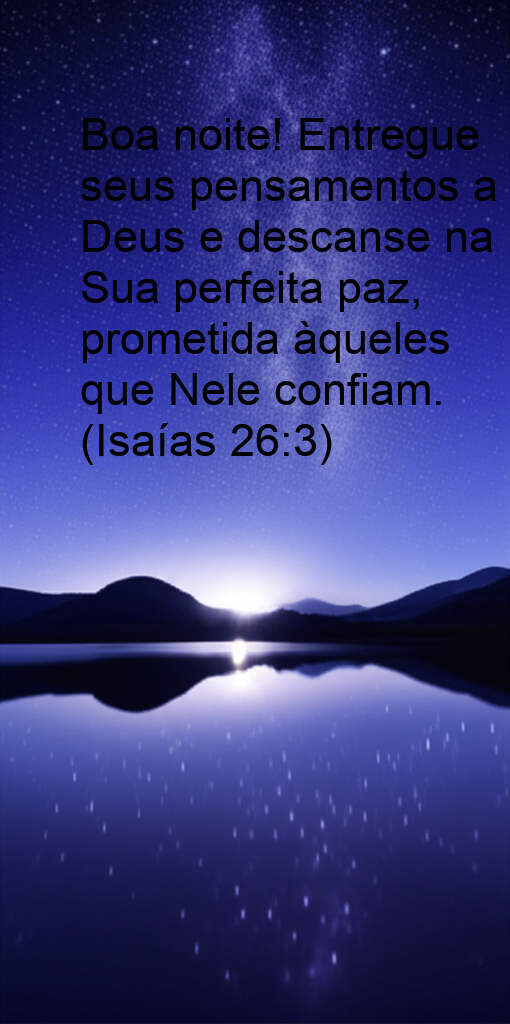 Boa noite! Entregue
seus pensamentos a
Deus e descanse na
Sua perfeita paz,
prometida àqueles
que Nele confiam.
(Isaías 26:3)